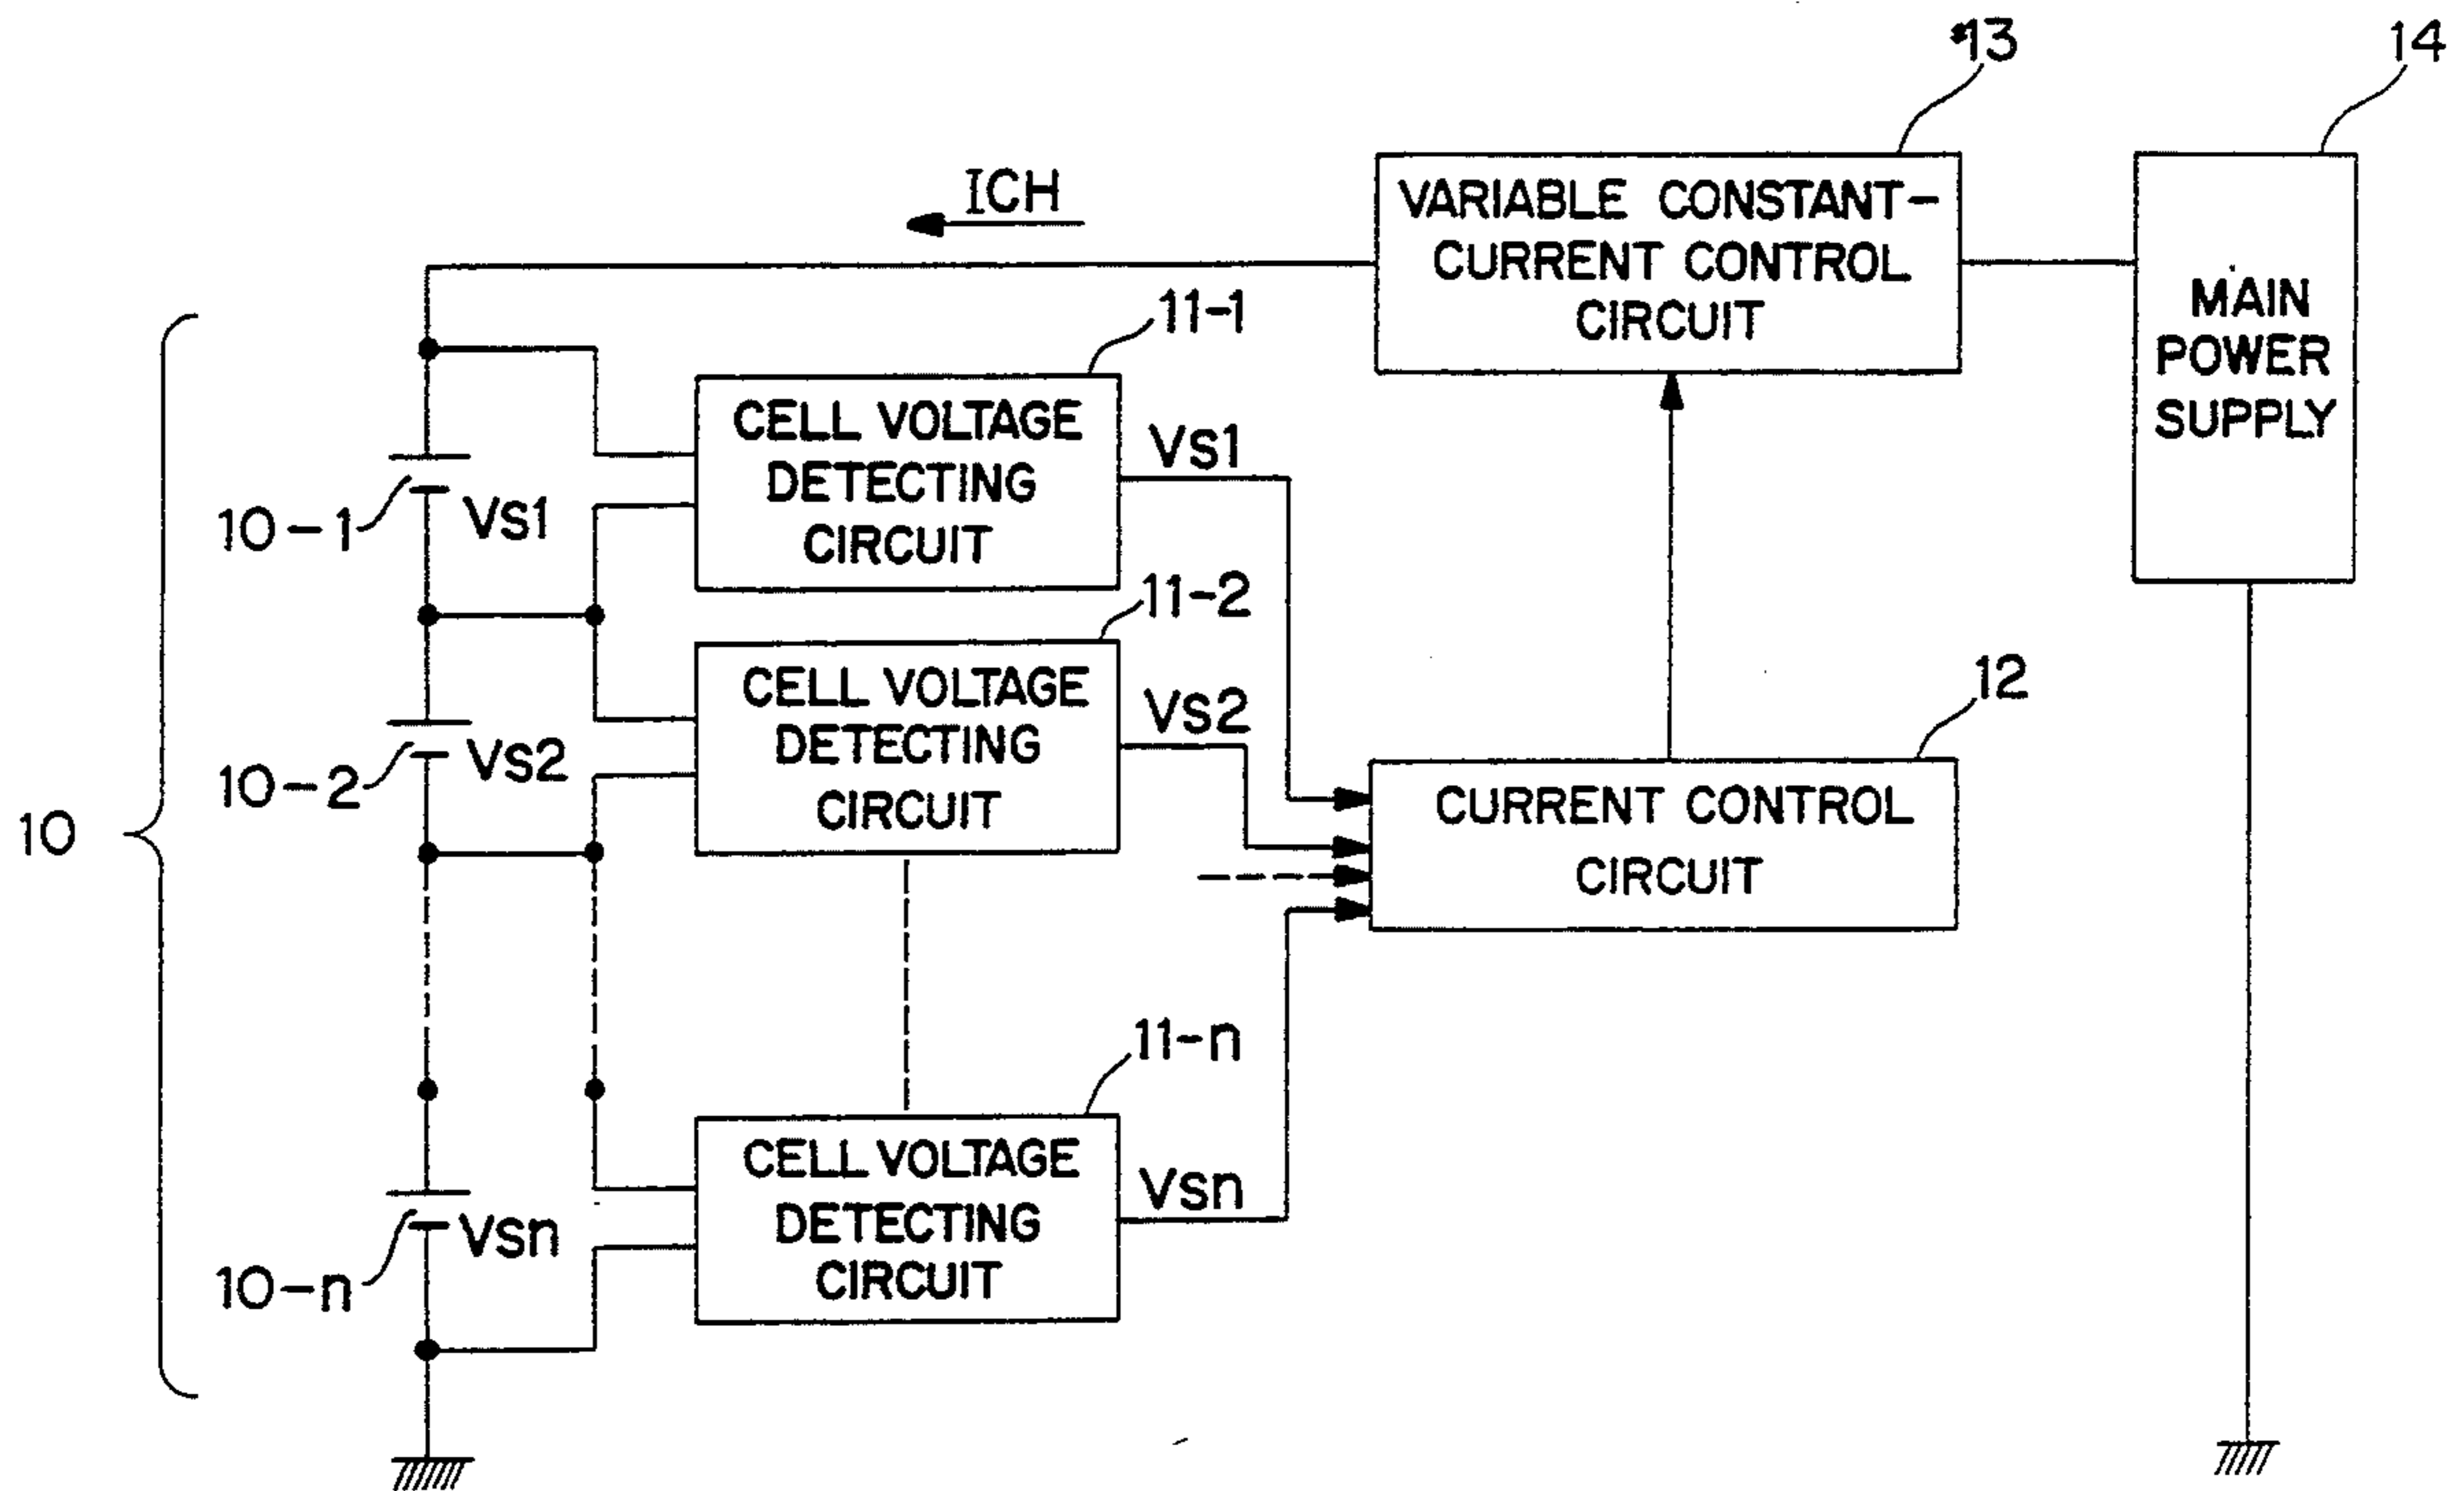 13
14
ICH
VARIABLE CONSTANT-
CURRENT CONTROL
CIRCUIT
MAIN
POWER
SUPPLY
11-1
CELL VOLTAGE
DETECTING
CIRCUIT
VS1
10-1
VS1
11-2
CELL VOLTAGE
DETECTING
CIRCUIT
VS2
10-2
VS2
12
CURRENT CONTROL
CIRCUIT
10
11-n
CELL VOLTAGE
DETECTING
CIRCUIT
VSn
10-n
VSn